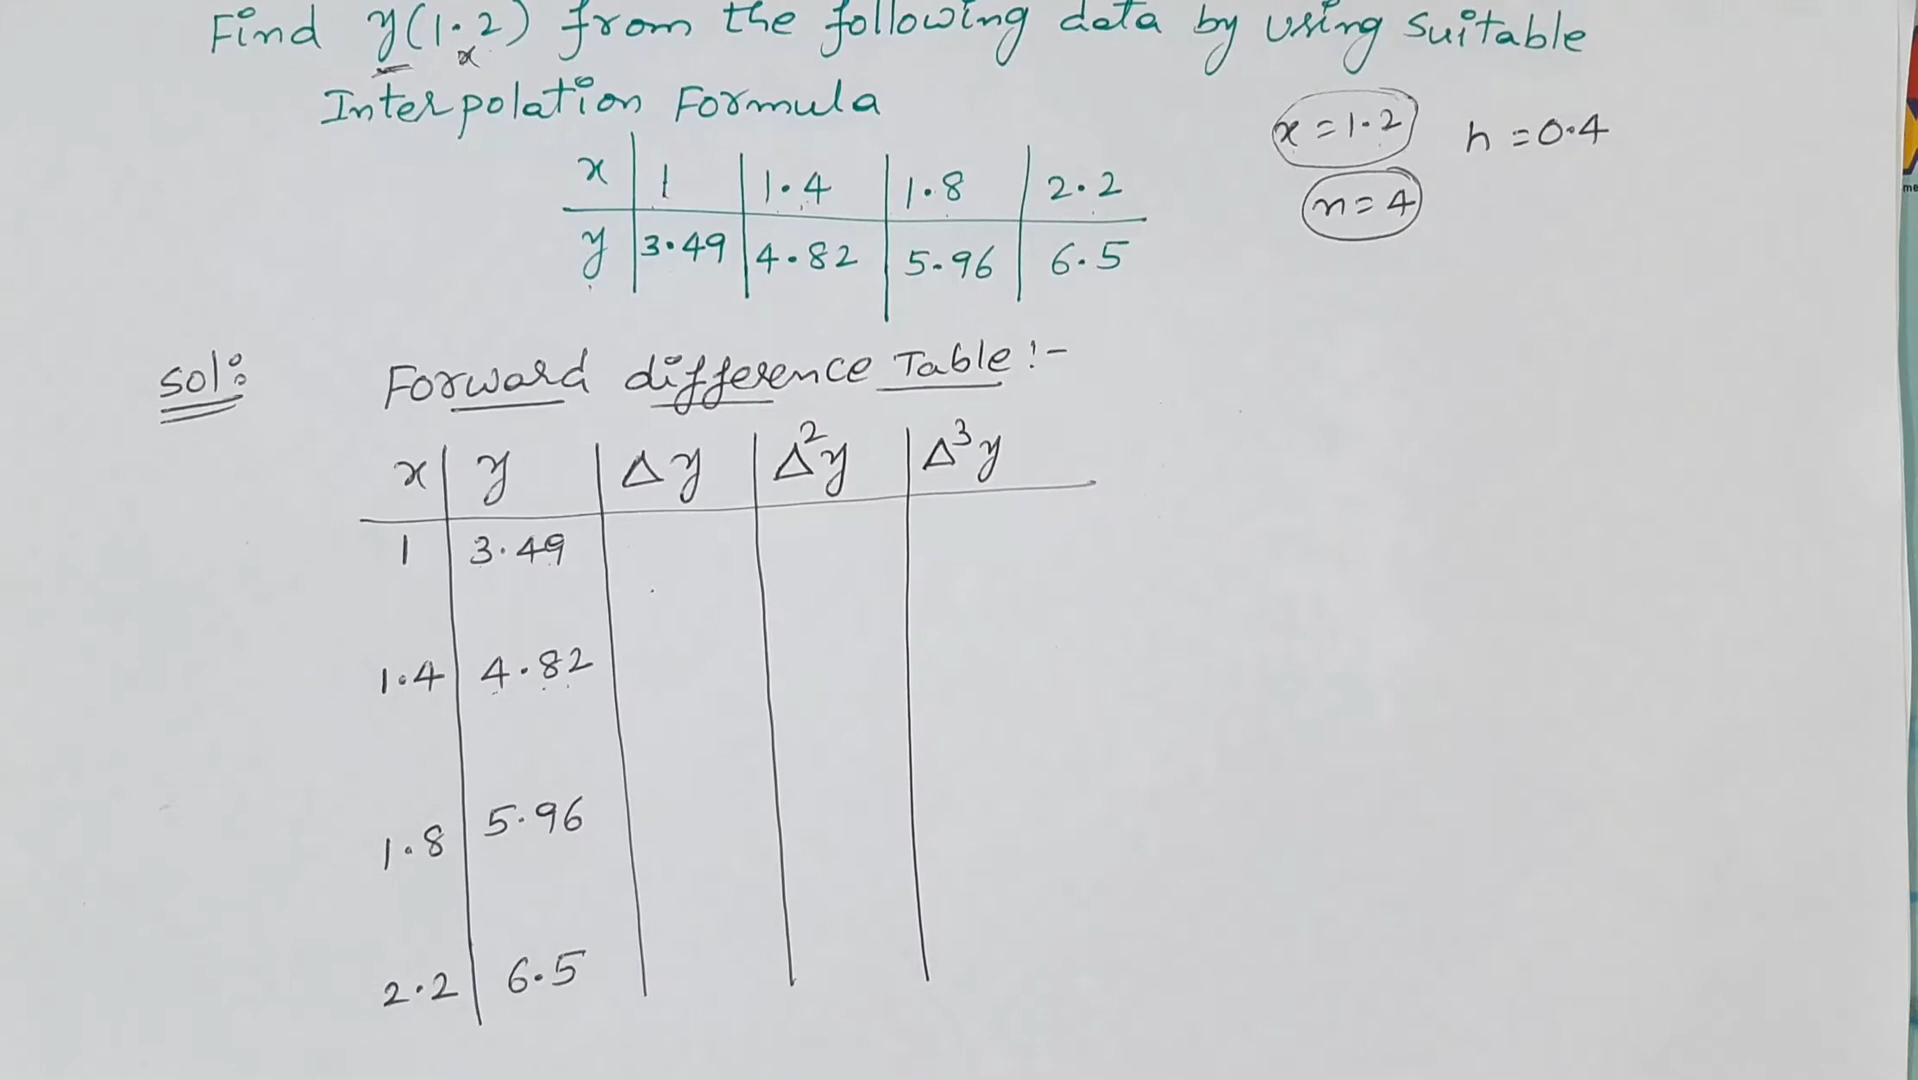 Find y(1.2) from the following data by using suitable
x
Interpolation Formula
x = 1.2 h = 0.4
n = 4
x 1 1.4 1.8 2.2
y 3.49 4.82 5.96 6.5
Sol: Forward difference Table :-
x y Δy Δ²y Δ³y
1 3.49
1.4 4.82
1.8 5.96
2.2 6.5
me